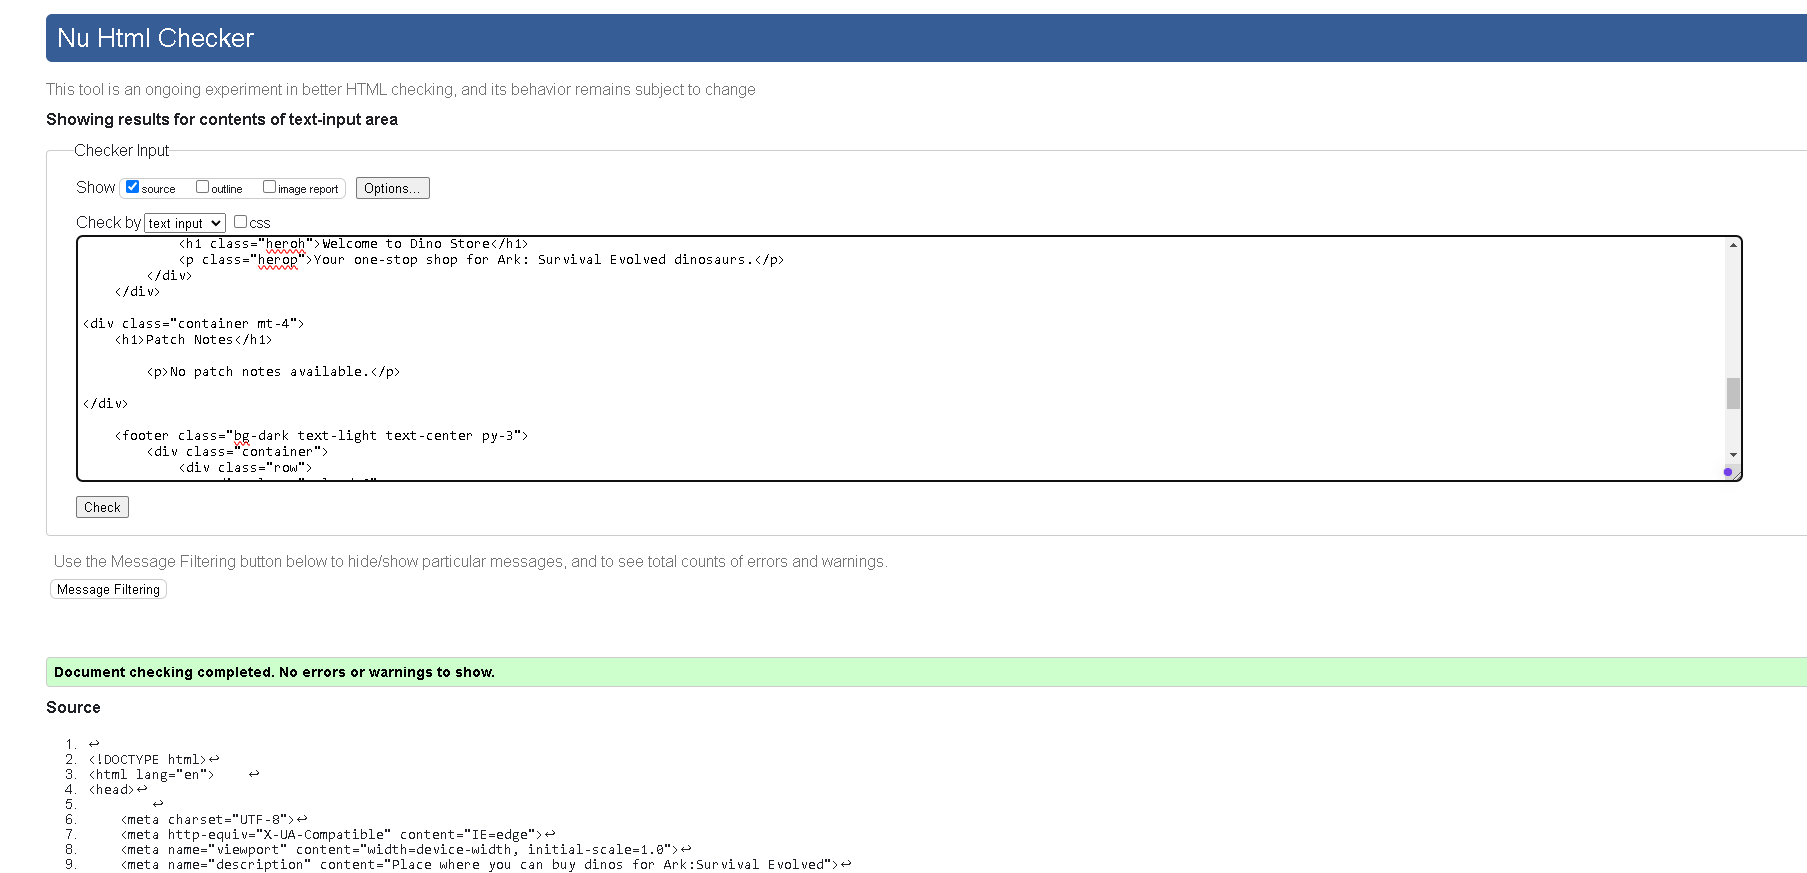 Nu Html Checker
This tool is an ongoing experiment in better HTML checking, and its behavior remains subject to change
Showing results for contents of text-input area
Checker Input
Show source outline image report Options...
Check by text input css
<h1 class="heroh">Welcome to Dino Store</h1>
<p class="herop">Your one-stop shop for Ark: Survival Evolved dinosaurs.</p>
</div>
</div>
<div class="container mt-4">
<h1>Patch Notes</h1>
<p>No patch notes available.</p>
</div>
<footer class="bg-dark text-light text-center py-3">
<div class="container">
<div class="row">
Check
Use the Message Filtering button below to hide/show particular messages, and to see total counts of errors and warnings.
Message Filtering
Document checking completed. No errors or warnings to show.
Source
1. ↩
2. <!DOCTYPE html>↩
3. <html lang="en"> ↩
4. <head>↩
5. ↩
6. <meta charset="UTF-8">↩
7. <meta http-equiv="X-UA-Compatible" content="IE=edge">↩
8. <meta name="viewport" content="width=device-width, initial-scale=1.0">↩
9. <meta name="description" content="Place where you can buy dinos for Ark:Survival Evolved">↩